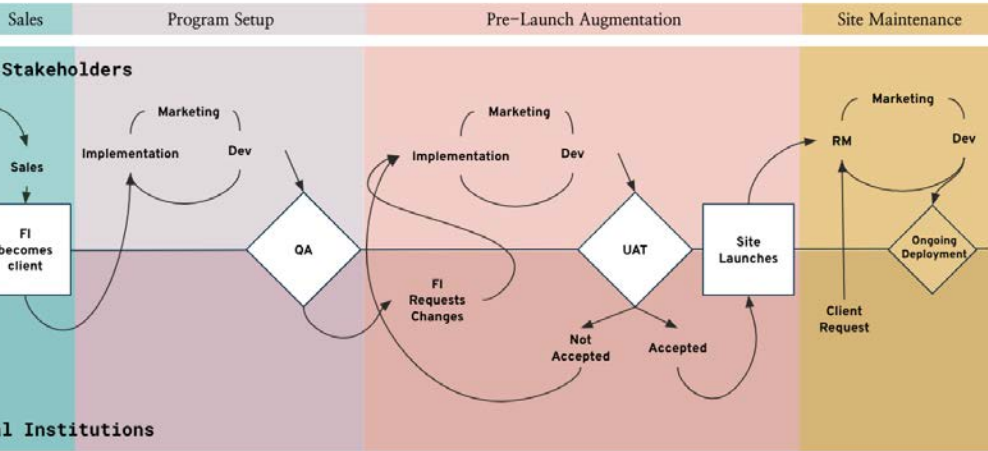 Sales
Program Setup
Pre-Launch Augmentation
Site Maintenance
Stakeholders
Marketing
Implementation
Dev
Sales
FI
becomes
client
QA
Marketing
Implementation
Dev
FI
Requests
Changes
UAT
Not
Accepted
Accepted
Site
Launches
Marketing
RM
Dev
Ongoing
Deployment
Client
Request
Institutions